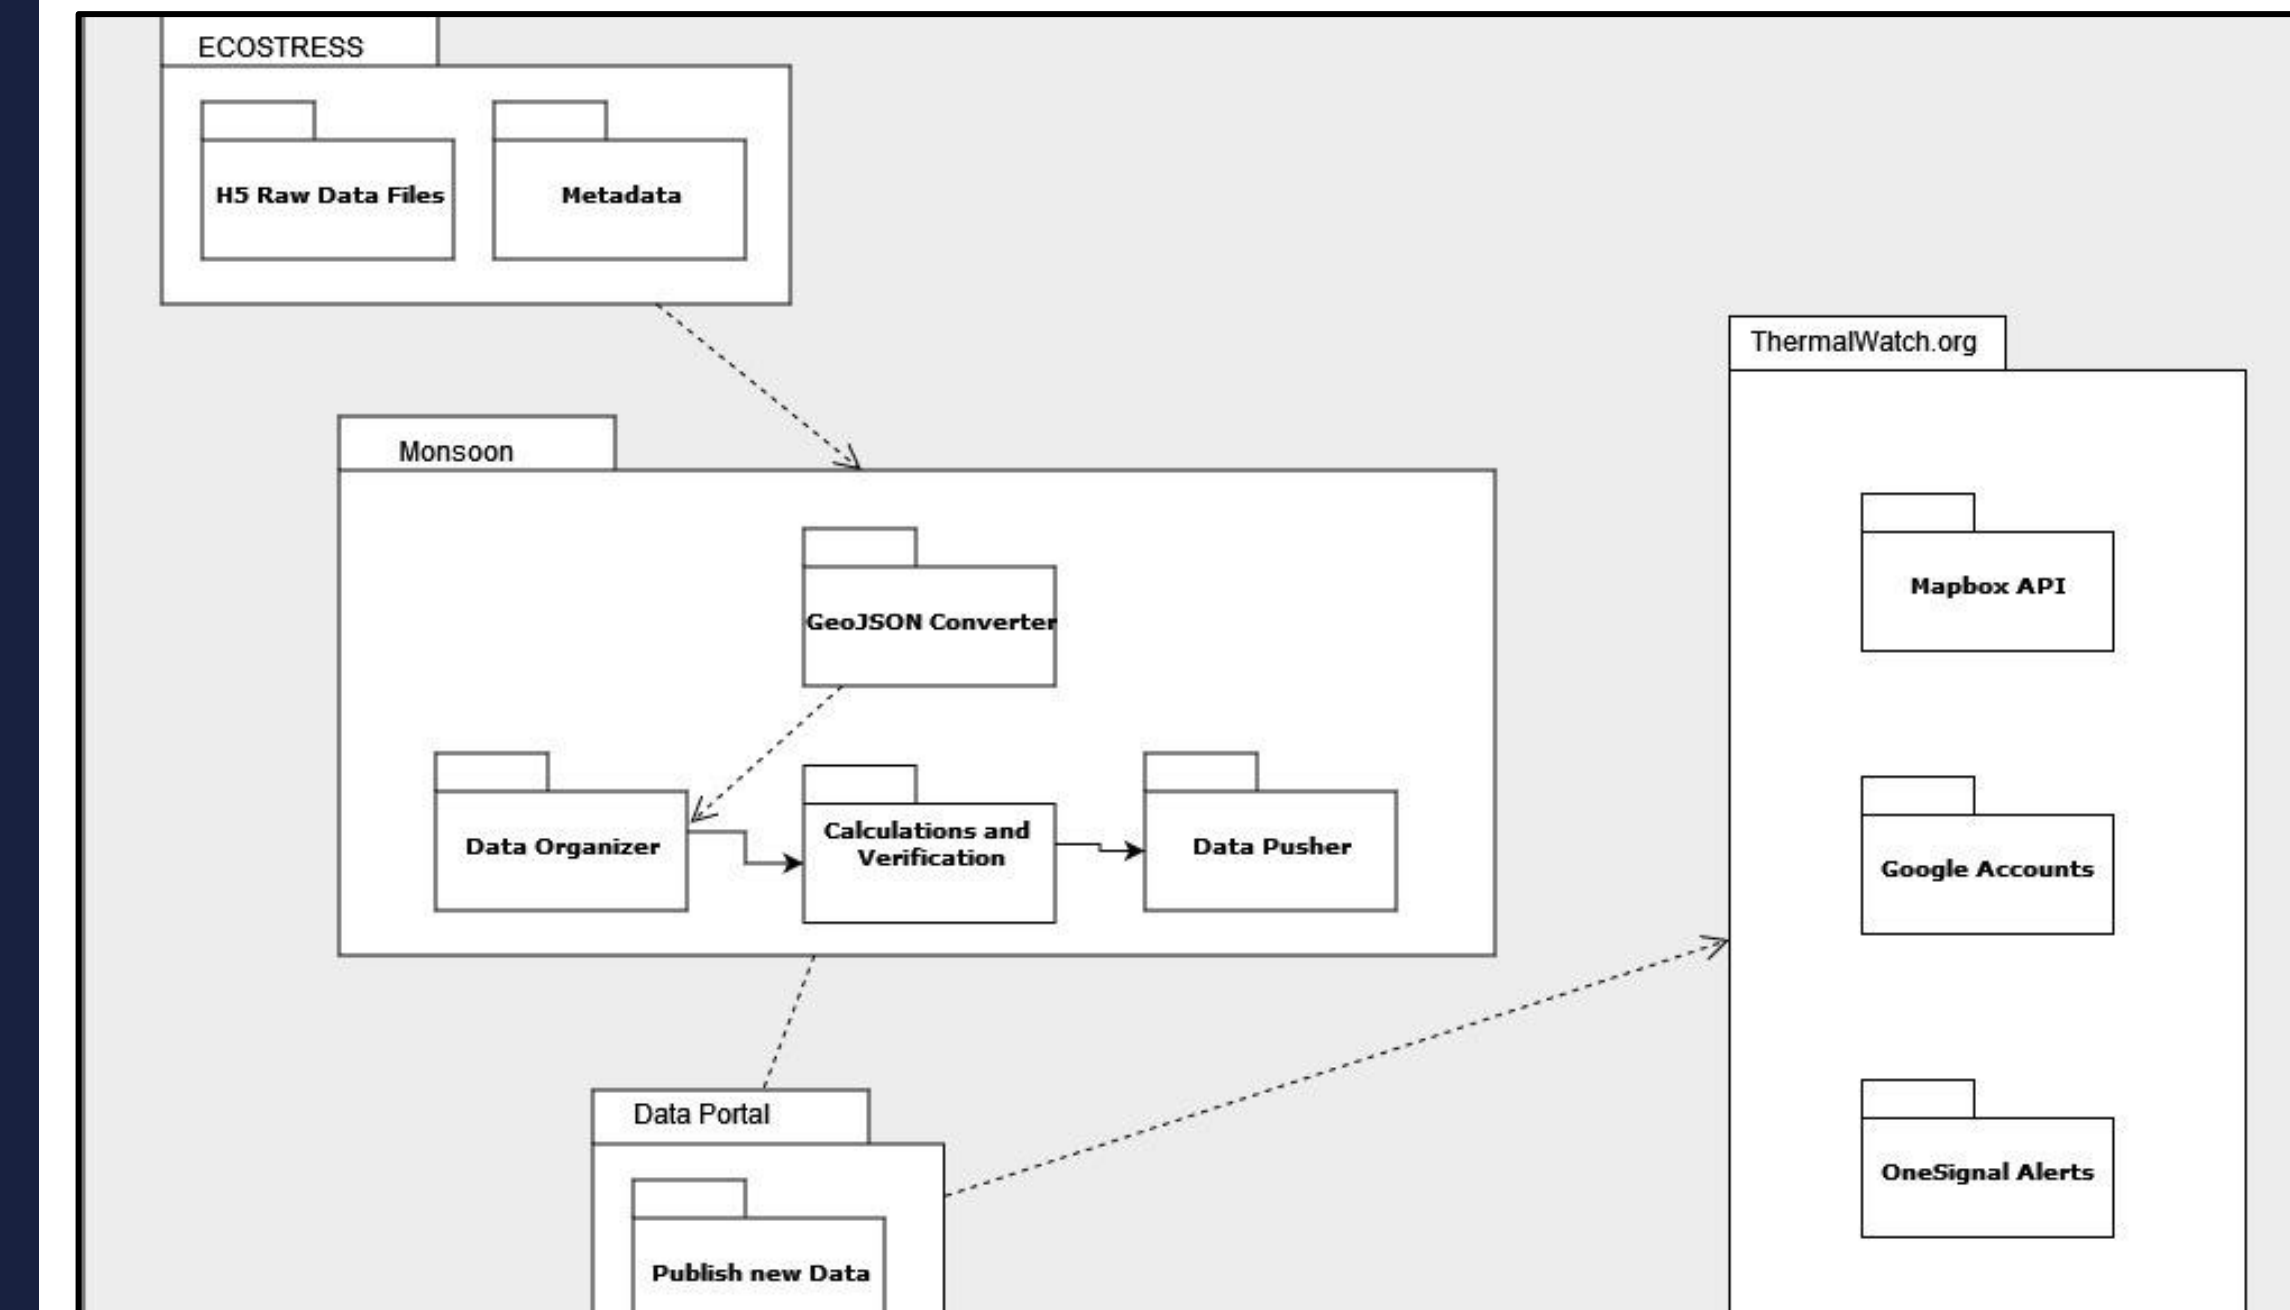 ECOSTRESS
H5 Raw Data Files
Metadata
ThermalWatch.org
Monsoon
Mapbox API
GeoJSON Converter
Data Organizer
Calculations and
Verification
Data Pusher
Google Accounts
Data Portal
OneSignal Alerts
Publish new Data